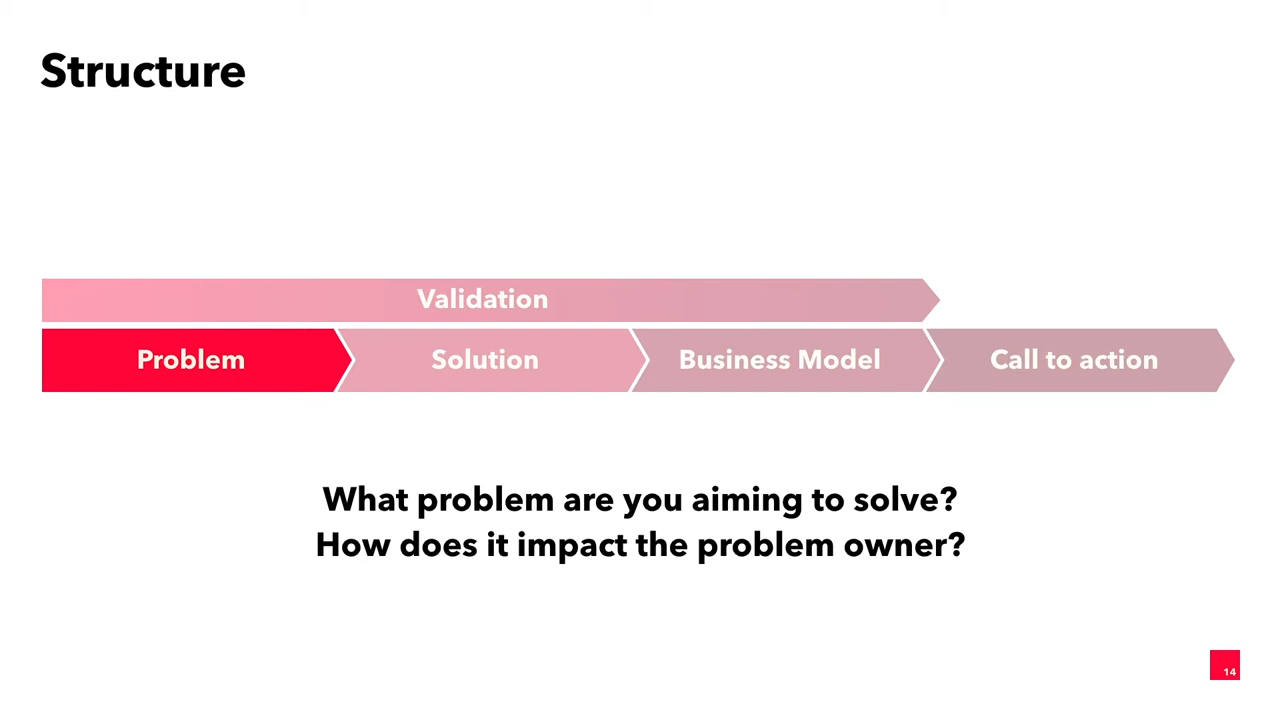 Structure
Validation
Problem
Solution
Business Model
Call to action
What problem are you aiming to solve?
How does it impact the problem owner?
14